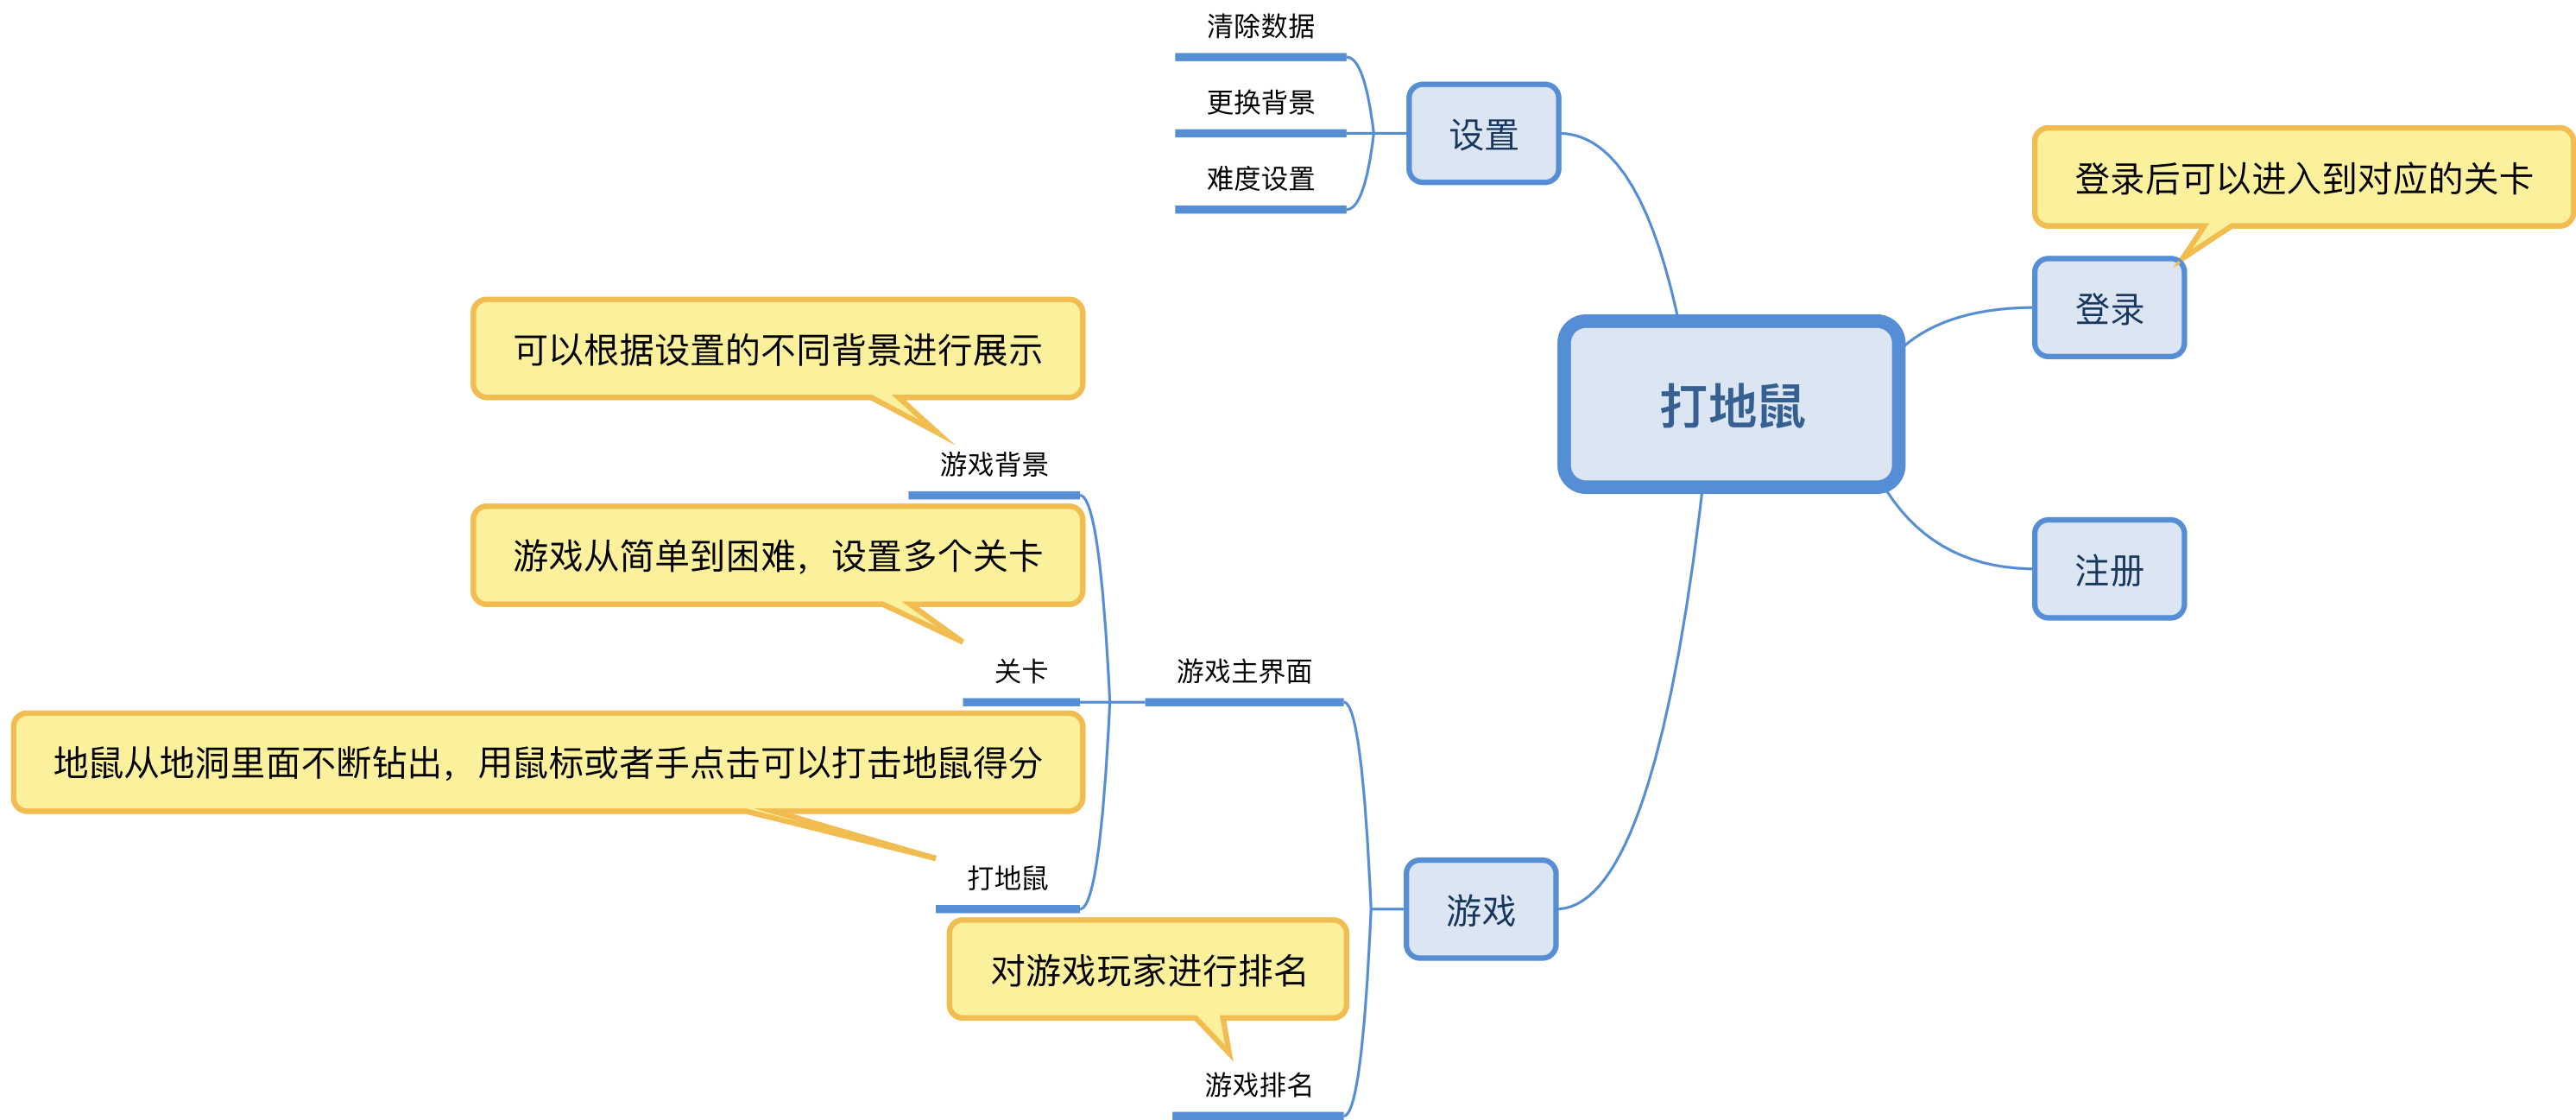 清除数据
更换背景
设置
难度设置
登录后可以进入到对应的关卡
登录
可以根据设置的不同背景进行展示
打地鼠
游戏背景
游戏从简单到困难，设置多个关卡
注册
关卡
游戏主界面
地鼠从地洞里面不断钻出，用鼠标或者手点击可以打击地鼠得分
打地鼠
游戏
对游戏玩家进行排名
游戏排名